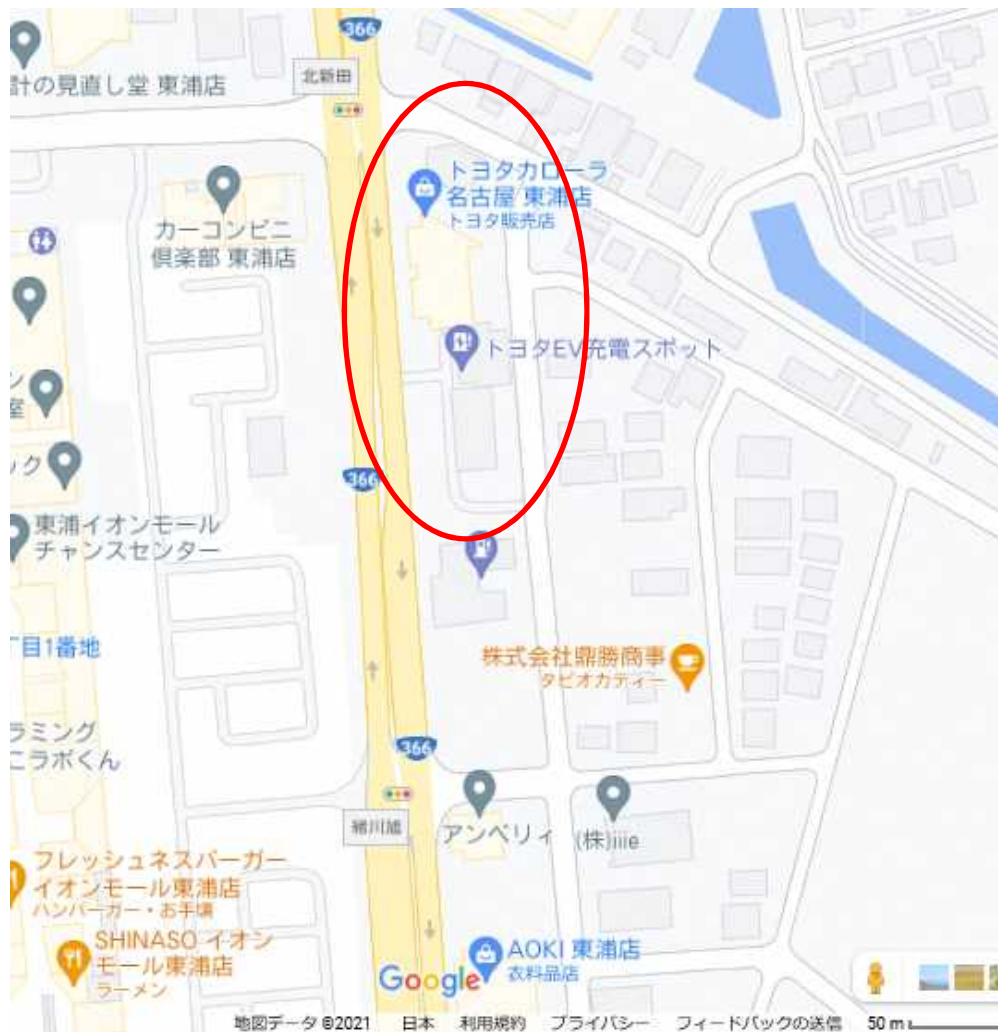 366
北新田
計の見直し堂 東浦店
トヨタカローラ
名古屋 東浦店
トヨタ販売店
カーコンビニ
倶楽部 東浦店
トヨタEV充電スポット
ン
室
ック
366
東浦イオンモール
チャンスセンター
目1番地
株式会社鼎勝商事
タピオカティー
ラミング
こラボくん
366
緒川旭
アンベリィ
(株)iiie
フレッシュネスバーガー
イオンモール東浦店
ハンバーガー・お手頃
SHINASO イオン
モール東浦店
ラーメン
AOKI 東浦店
衣料品店
Google
地図データ ©2021 日本 利用規約 プライバシー フィードバックの送信 50 m